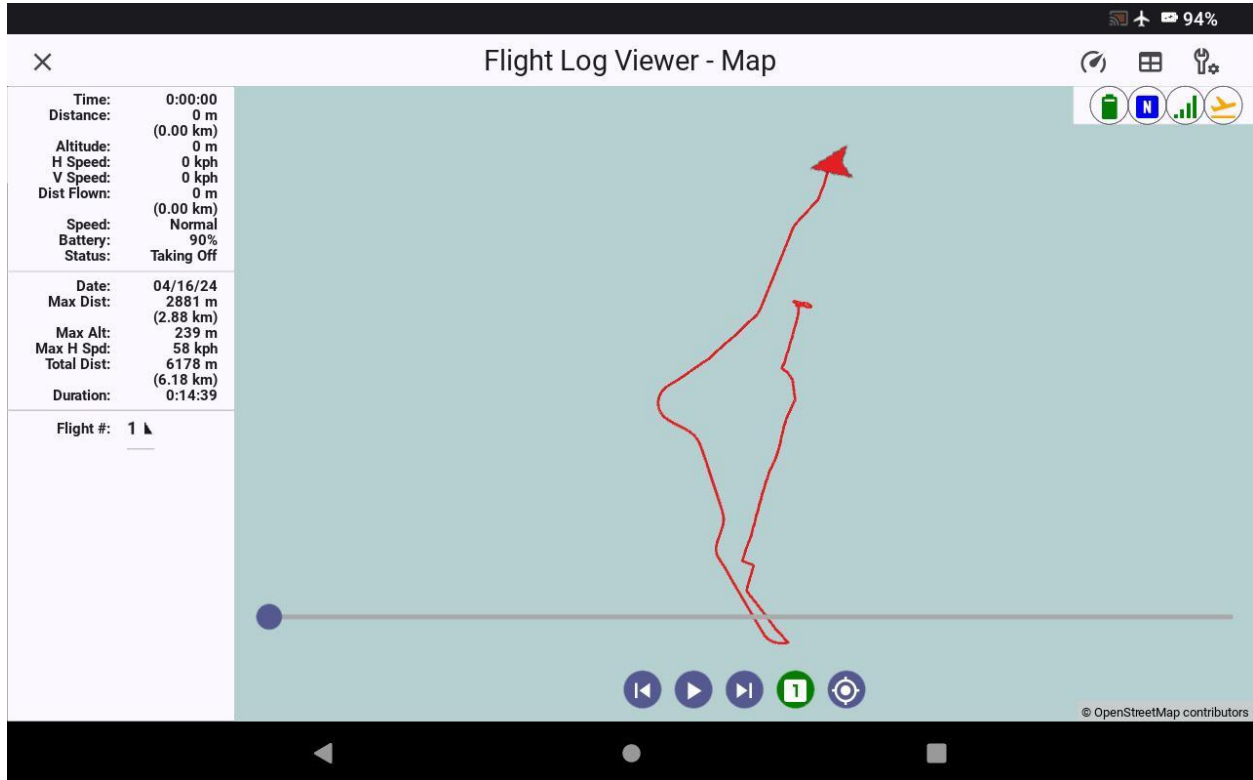 94%
Flight Log Viewer - Map
Time: 0:00:00
Distance: 0 m
(0.00 km)
Altitude: 0 m
H Speed: 0 kph
V Speed: 0 kph
Dist Flown: 0 m
(0.00 km)
Speed: Normal
Battery: 90%
Status: Taking Off
Date: 04/16/24
Max Dist: 2881 m
(2.88 km)
Max Alt: 239 m
Max H Spd: 58 kph
Total Dist: 6178 m
(6.18 km)
Duration: 0:14:39
Flight #: 1
N
1
© OpenStreetMap contributors